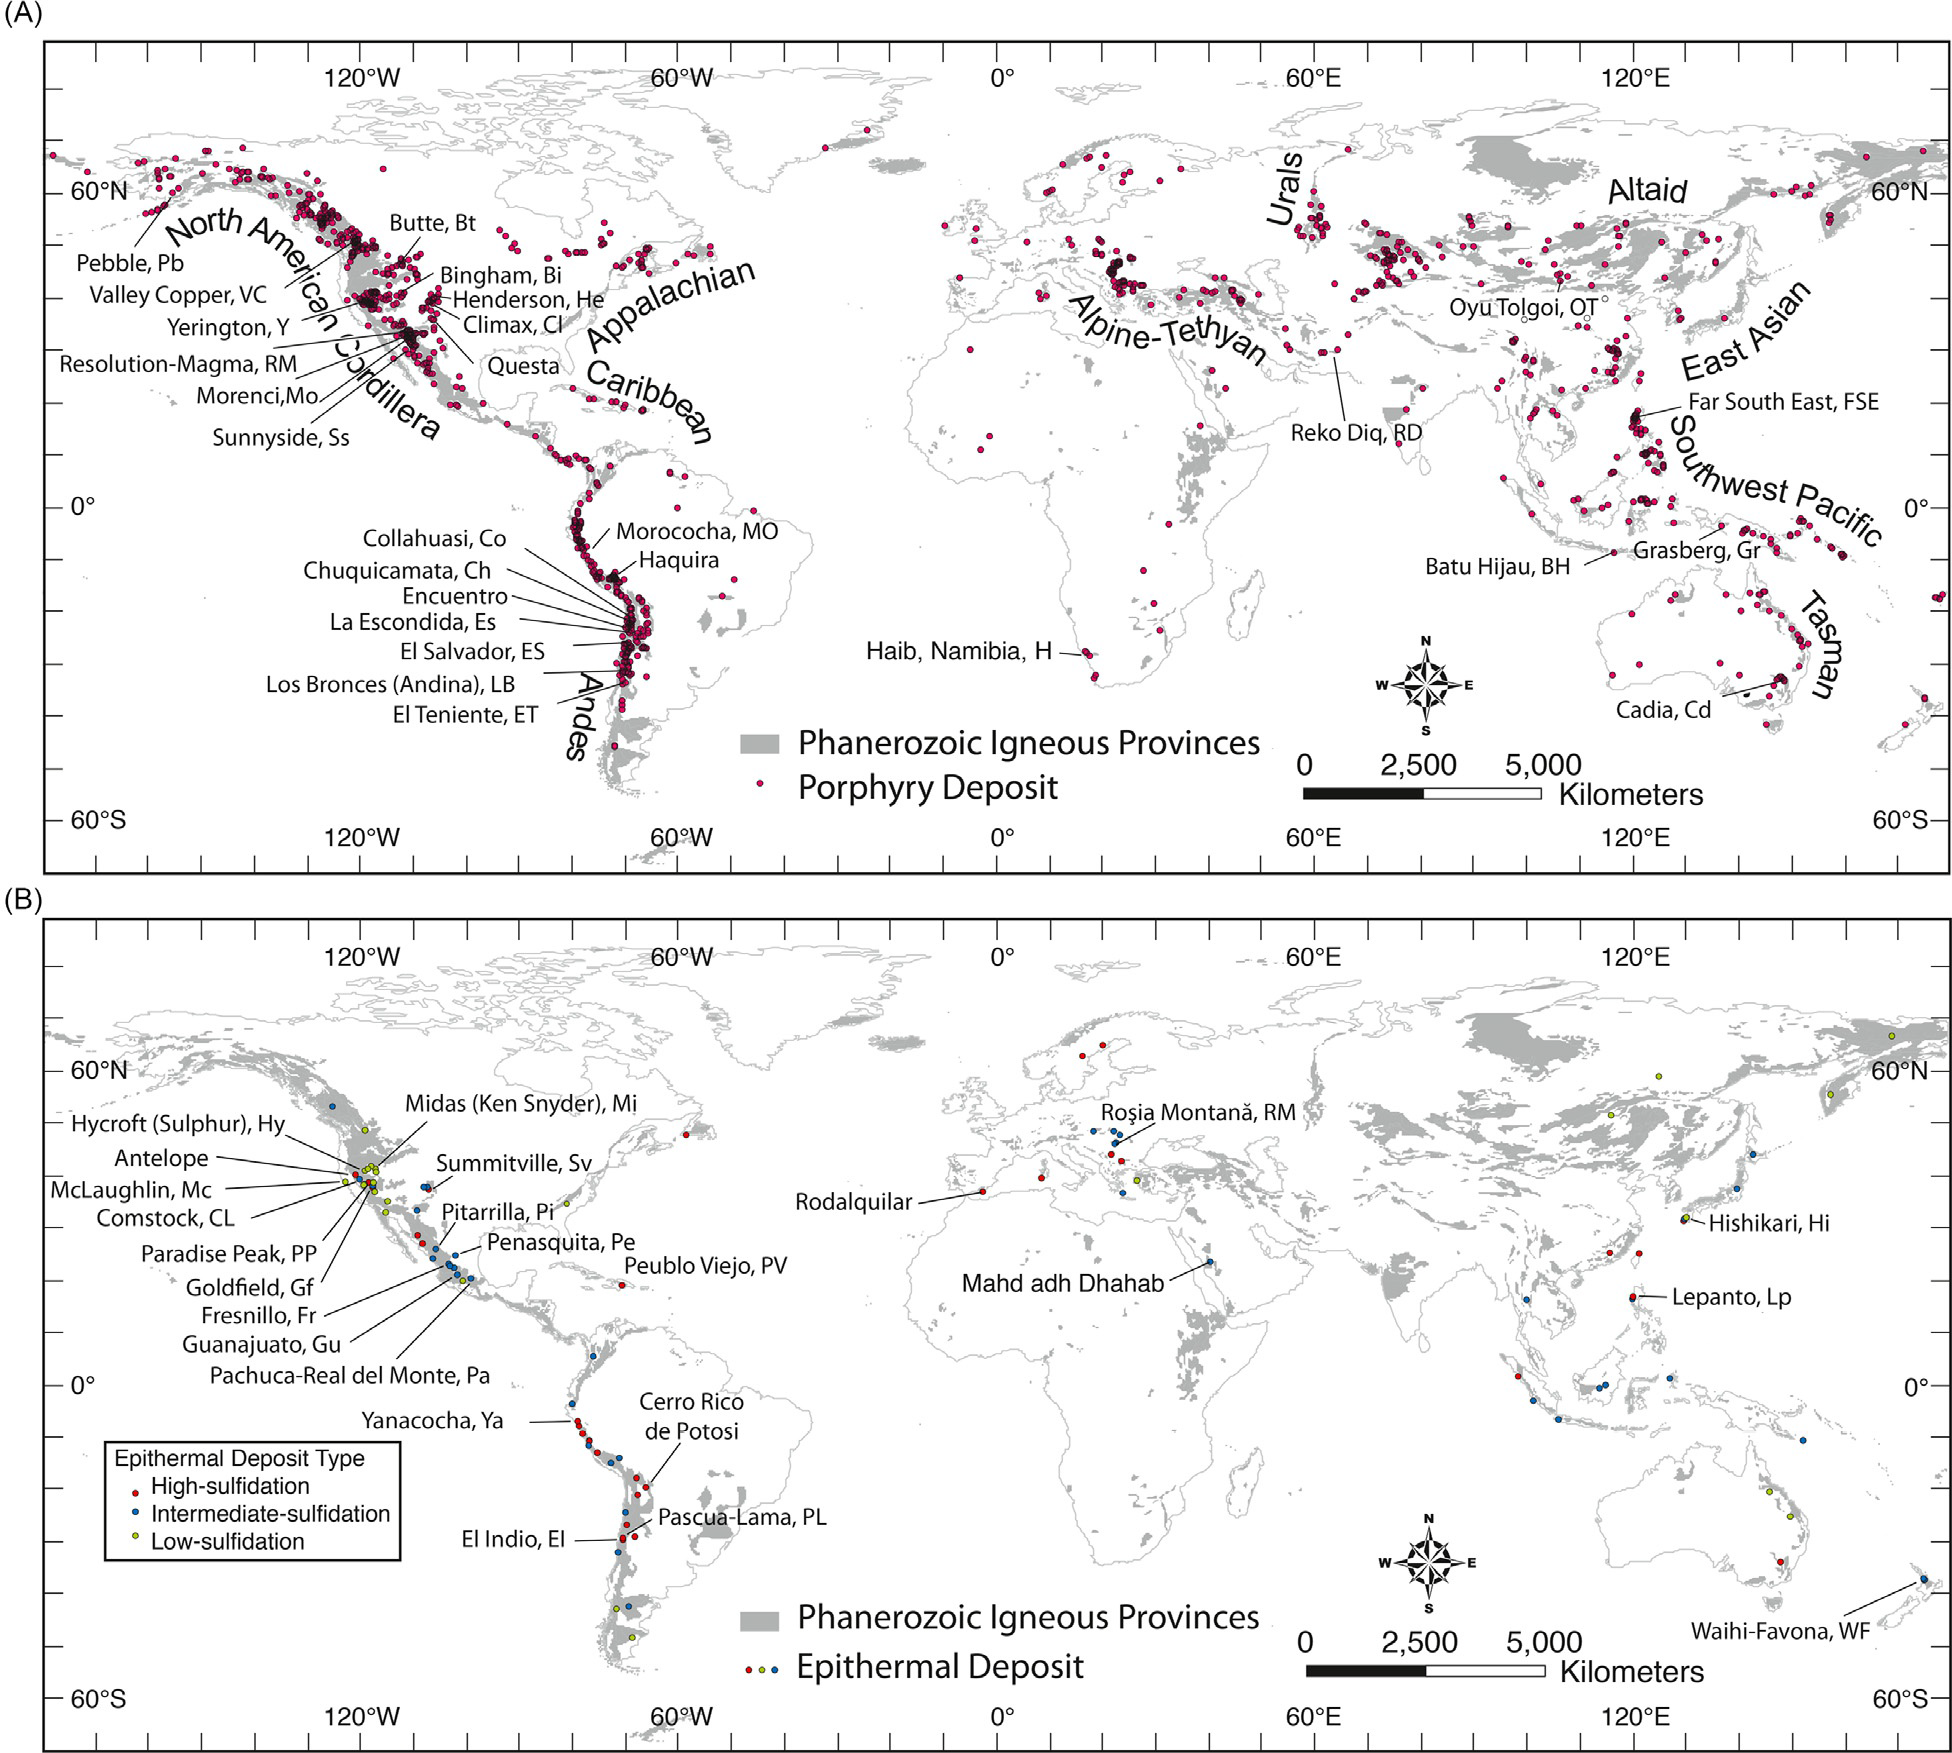 (A)
120°W 60°W 0° 60°E 120°E
60°N 60°N
Urals
Altaid
North American Cordillera
Butte, Bt
Pebble, Pb
Bingham, Bi
Valley Copper, VC
Henderson, He
Yerington, Y
Climax, Cl
Appalachian
Resolution-Magma, RM
Questa
Morenci,Mo
Sunnyside, Ss
Caribbean
Alpine-Tethyan
Oyu Tolgoi, OT
East Asian
Reko Diq, RD
Far South East, FSE
Southwest Pacific
0° 0°
Collahuasi, Co
Morococha, MO
Chuquicamata, Ch
Haquira
Encuentro
La Escondida, Es
El Salvador, ES
Los Bronces (Andina), LB
El Teniente, ET
Andes
Batu Hijau, BH
Grasberg, Gr
Haib, Namibia, H
Tasman
Cadia, Cd
N
W E
S
Phanerozoic Igneous Provinces
Porphyry Deposit
0 2,500 5,000
Kilometers
60°S 60°S
120°W 60°W 0° 60°E 120°E
(B)
120°W 60°W 0° 60°E 120°E
60°N 60°N
Midas (Ken Snyder), Mi
Hycroft (Sulphur), Hy
Antelope
Summitville, Sv
McLaughlin, Mc
Comstock, CL
Pitarrilla, Pi
Paradise Peak, PP
Penasquita, Pe
Goldfield, Gf
Peublo Viejo, PV
Fresnillo, Fr
Guanajuato, Gu
Pachuca-Real del Monte, Pa
Roşia Montană, RM
Rodalquilar
Mahd adh Dhahab
Hishikari, Hi
Lepanto, Lp
0° 0°
Yanacocha, Ya
Cerro Rico
de Potosi
Pascua-Lama, PL
El Indio, EI
Epithermal Deposit Type
High-sulfidation
Intermediate-sulfidation
Low-sulfidation
N
W E
S
Waihi-Favona, WF
Phanerozoic Igneous Provinces
Epithermal Deposit
0 2,500 5,000
Kilometers
60°S 60°S
120°W 60°W 0° 60°E 120°E